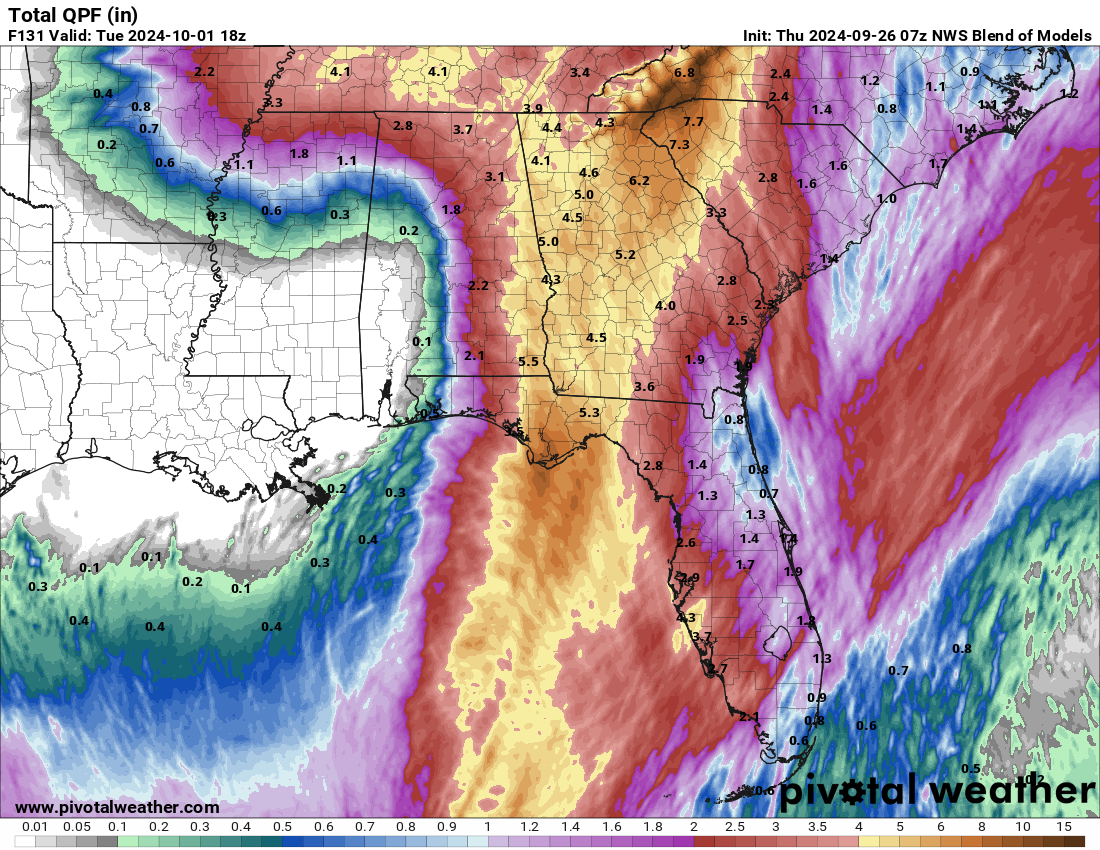 Total QPF (in)
F131 Valid: Tue 2024-10-01 18z
Init: Thu 2024-09-26 07z NWS Blend of Models
2.2 4.1 4.1 3.4 6.8 2.4 1.2 1.1 0.9
0.4 0.8 3.3 3.9 2.4 1.4 0.8 1.1 1.2
0.7 2.8 3.7 4.4 4.3 7.7 1.4
0.2 0.6 1.1 1.8 1.1 4.1 7.3 1.6 1.7
3.1 4.6 6.2 2.8 1.6
0.3 0.6 0.3 1.8 4.5 5.0 3.3 1.0
0.2 5.0 5.2 1.4
2.2 4.3 2.8
4.0 2.3
0.1 4.5 2.5
2.1 5.5 1.9
3.6
0.5 5.3 0.8
2.8 1.4 0.8
0.2 0.3 1.3 0.7
1.3
0.4 2.6 1.4
0.1 0.1 0.3 1.7 1.9
0.3 0.2 0.1
0.4 0.4 0.4 4.3 1.8
3.7 0.8
2.7 1.3 0.7
0.9
2.1 0.8 0.6
0.6
0.5 0.2
0.6
pivotal weather
www.pivotalweather.com
0.01 0.05 0.1 0.2 0.3 0.4 0.5 0.6 0.7 0.8 0.9 1 1.2 1.4 1.6 1.8 2 2.5 3 3.5 4 5 6 8 10 15